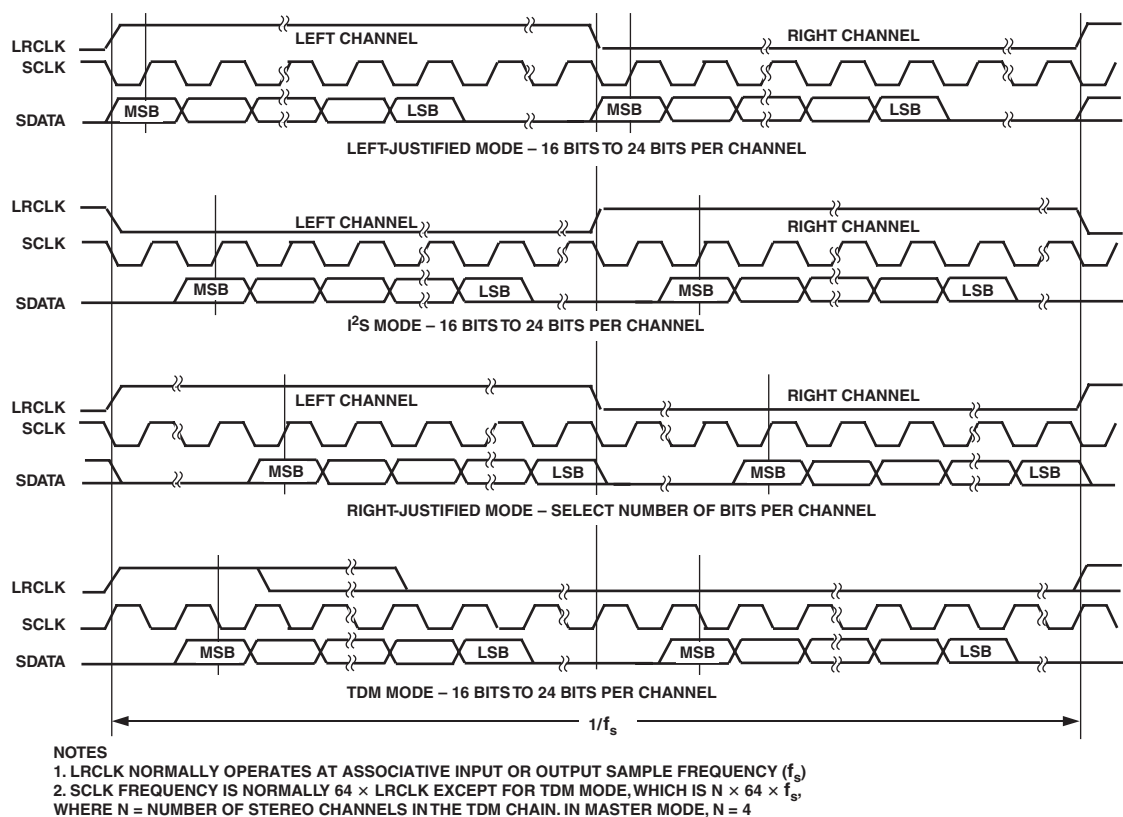 LRCLK
LEFT CHANNEL
RIGHT CHANNEL
SCLK
SDATA
MSB
LSB
MSB
LSB
LEFT-JUSTIFIED MODE – 16 BITS TO 24 BITS PER CHANNEL
LRCLK
LEFT CHANNEL
RIGHT CHANNEL
SCLK
SDATA
MSB
LSB
MSB
LSB
I²S MODE – 16 BITS TO 24 BITS PER CHANNEL
LRCLK
LEFT CHANNEL
RIGHT CHANNEL
SCLK
SDATA
MSB
LSB
MSB
LSB
RIGHT-JUSTIFIED MODE – SELECT NUMBER OF BITS PER CHANNEL
LRCLK
SCLK
SDATA
MSB
LSB
MSB
LSB
TDM MODE – 16 BITS TO 24 BITS PER CHANNEL
1/fs
NOTES
1. LRCLK NORMALLY OPERATES AT ASSOCIATIVE INPUT OR OUTPUT SAMPLE FREQUENCY (fs)
2. SCLK FREQUENCY IS NORMALLY 64 × LRCLK EXCEPT FOR TDM MODE, WHICH IS N × 64 × fs,
WHERE N = NUMBER OF STEREO CHANNELS IN THE TDM CHAIN. IN MASTER MODE, N = 4